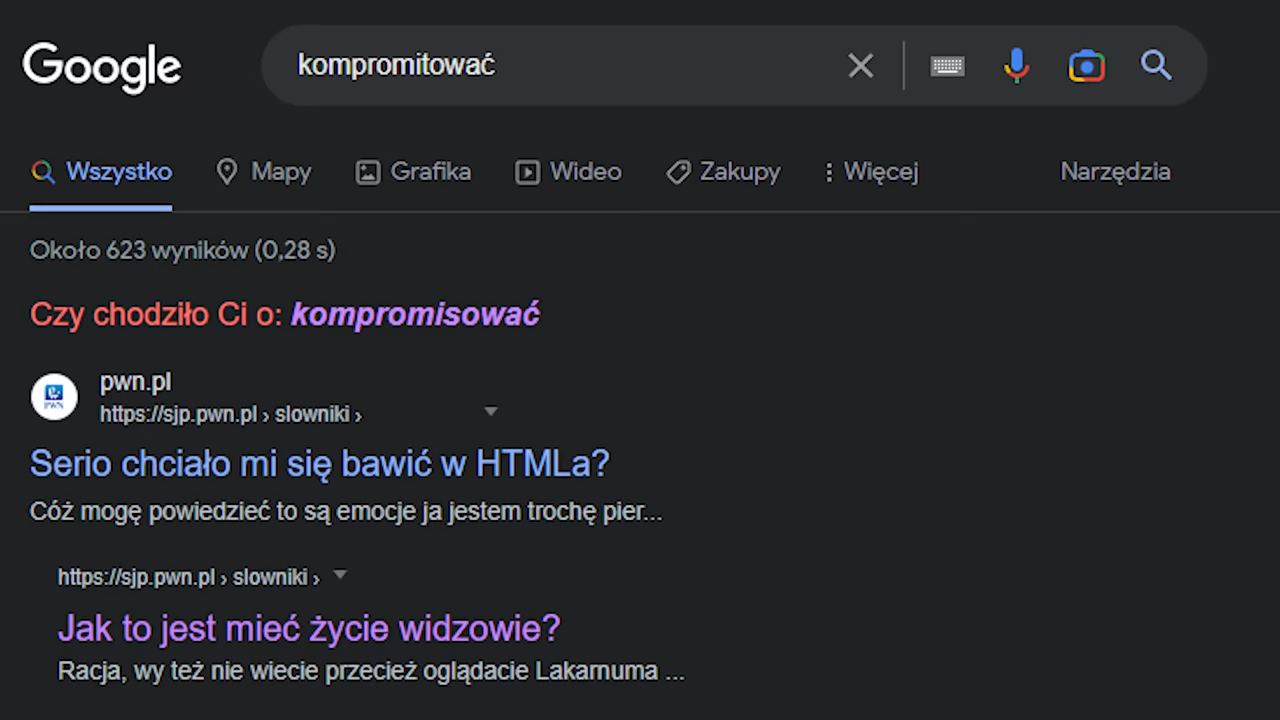 Google
kompromitować
Wszystko Mapy Grafika Wideo Zakupy Więcej Narzędzia
Około 623 wyników (0,28 s)
Czy chodziło Ci o: kompromisować
pwn.pl
https://sjp.pwn.pl › slowniki ›
Serio chciało mi się bawić w HTMLa?
Cóż mogę powiedzieć to są emocje ja jestem trochę pier...
https://sjp.pwn.pl › slowniki ›
Jak to jest mieć życie widzowie?
Racja, wy też nie wiecie przecież oglądacie Lakarnuma ...